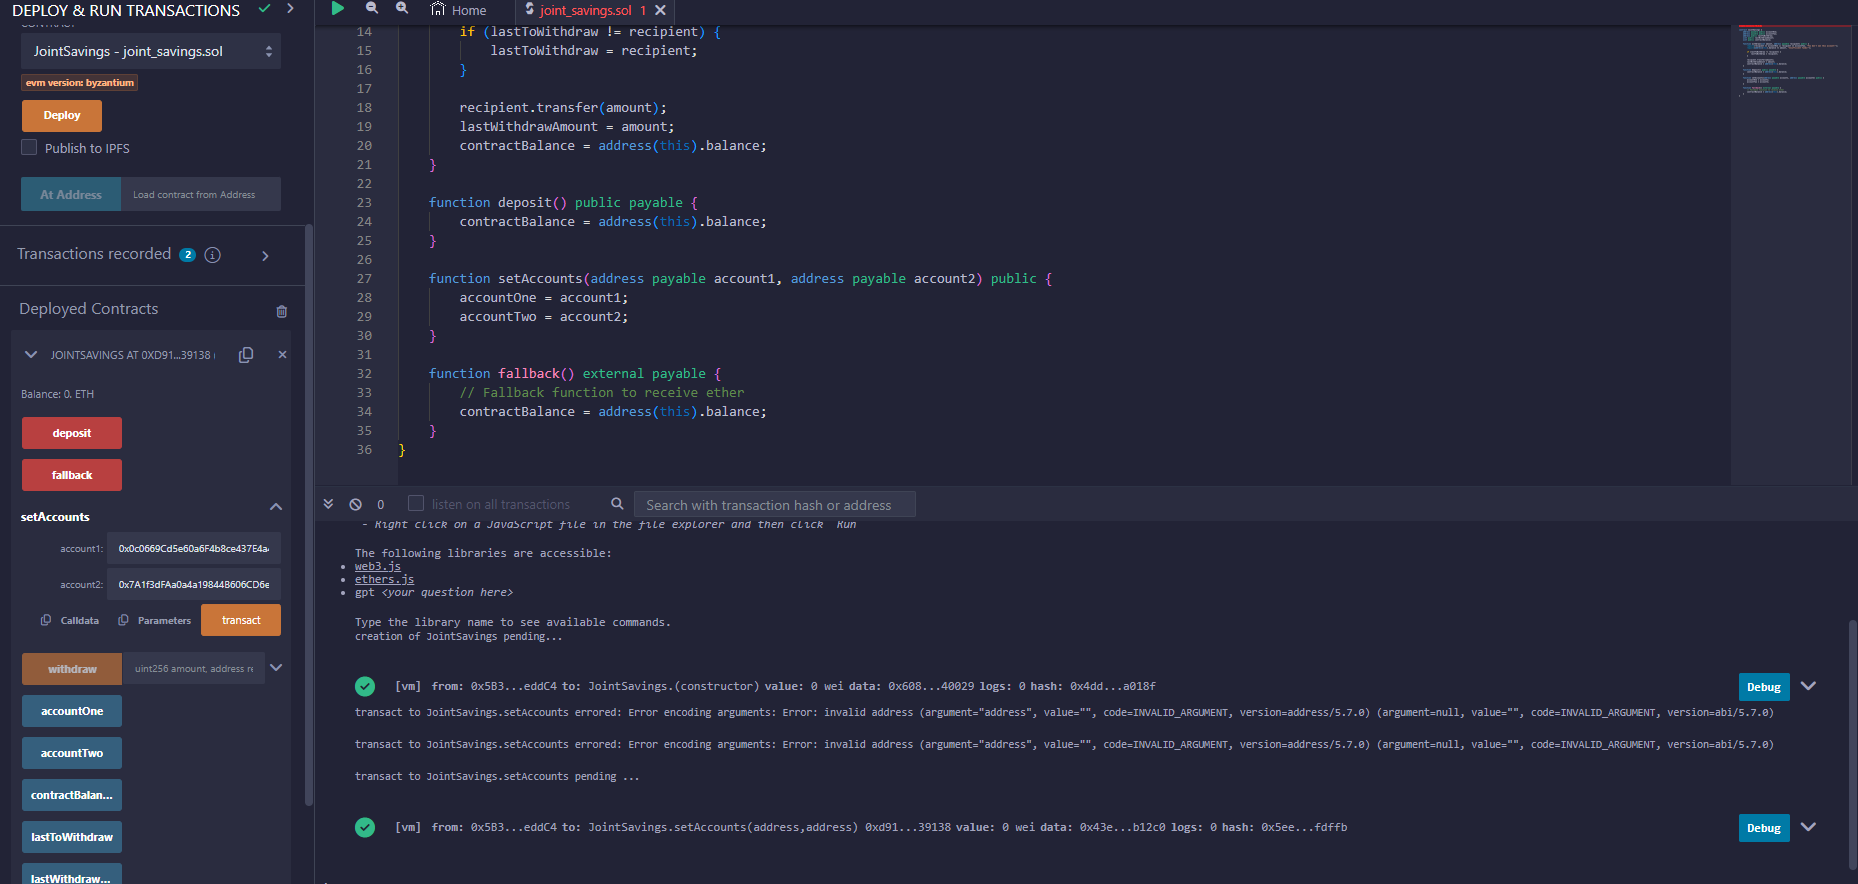 DEPLOY & RUN TRANSACTIONS
JointSavings - joint_savings.sol
evm version: byzantium
Deploy
Publish to IPFS
At Address
Load contract from Address
Transactions recorded 2 i
Deployed Contracts
JOINTSAVINGS AT 0XD91...39138
Balance: 0. ETH
deposit
fallback
setAccounts
account1: 0x0c0669Cd5e60a6F4b8ce437E4a
account2: 0x7A1f3dFAa0a4a19844B606CD6e
Calldata
Parameters
transact
withdraw
uint256 amount, address re
accountOne
accountTwo
contractBalan...
lastToWithdraw
lastWithdraw...
Home
joint_savings.sol 1
14 if (lastToWithdraw != recipient) {
15 lastToWithdraw = recipient;
16 }
17
18 recipient.transfer(amount);
19 lastWithdrawAmount = amount;
20 contractBalance = address(this).balance;
21 }
22
23 function deposit() public payable {
24 contractBalance = address(this).balance;
25 }
26
27 function setAccounts(address payable account1, address payable account2) public {
28 accountOne = account1;
29 accountTwo = account2;
30 }
31
32 function fallback() external payable {
33 // Fallback function to receive ether
34 contractBalance = address(this).balance;
35 }
36 }
0
listen on all transactions
Search with transaction hash or address
- Right click on a JavaScript file in the file explorer and then click `Run`
The following libraries are accessible:
• web3.js
• ethers.js
• gpt <your question here>
Type the library name to see available commands.
creation of JointSavings pending...
[vm] from: 0x5B3...eddC4 to: JointSavings.(constructor) value: 0 wei data: 0x608...40029 logs: 0 hash: 0x4dd...a018f
Debug
transact to JointSavings.setAccounts errored: Error encoding arguments: Error: invalid address (argument="address", value="", code=INVALID_ARGUMENT, version=address/5.7.0) (argument=null, value="", code=INVALID_ARGUMENT, version=abi/5.7.0)
transact to JointSavings.setAccounts errored: Error encoding arguments: Error: invalid address (argument="address", value="", code=INVALID_ARGUMENT, version=address/5.7.0) (argument=null, value="", code=INVALID_ARGUMENT, version=abi/5.7.0)
transact to JointSavings.setAccounts pending ...
[vm] from: 0x5B3...eddC4 to: JointSavings.setAccounts(address,address) 0xd91...39138 value: 0 wei data: 0x43e...b12c0 logs: 0 hash: 0x5ee...fdffb
Debug